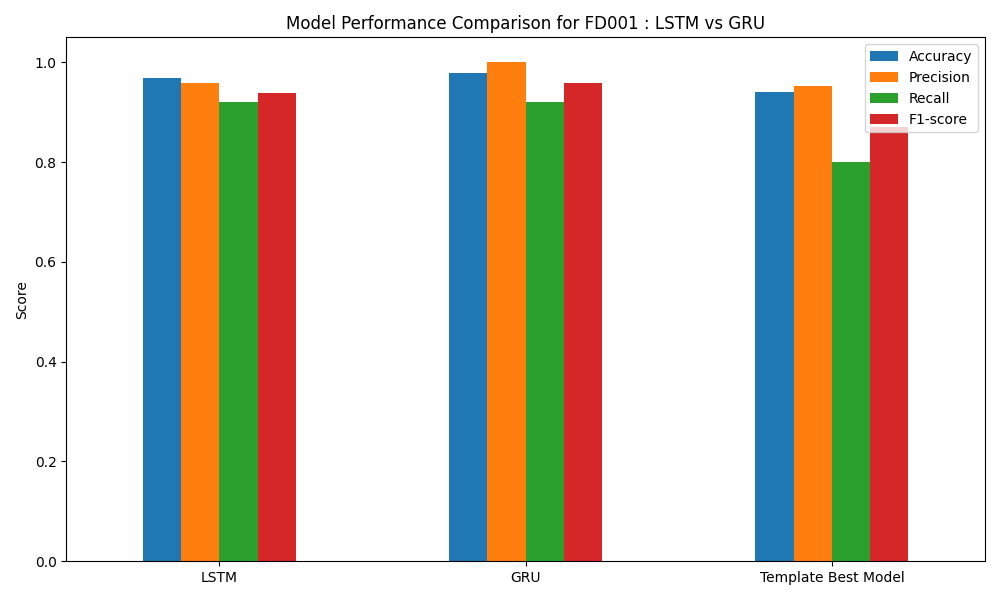 Model Performance Comparison for FD001 : LSTM vs GRU
Accuracy
Precision
Recall
F1-score
Score
1.0
0.8
0.6
0.4
0.2
0.0
LSTM
GRU
Template Best Model